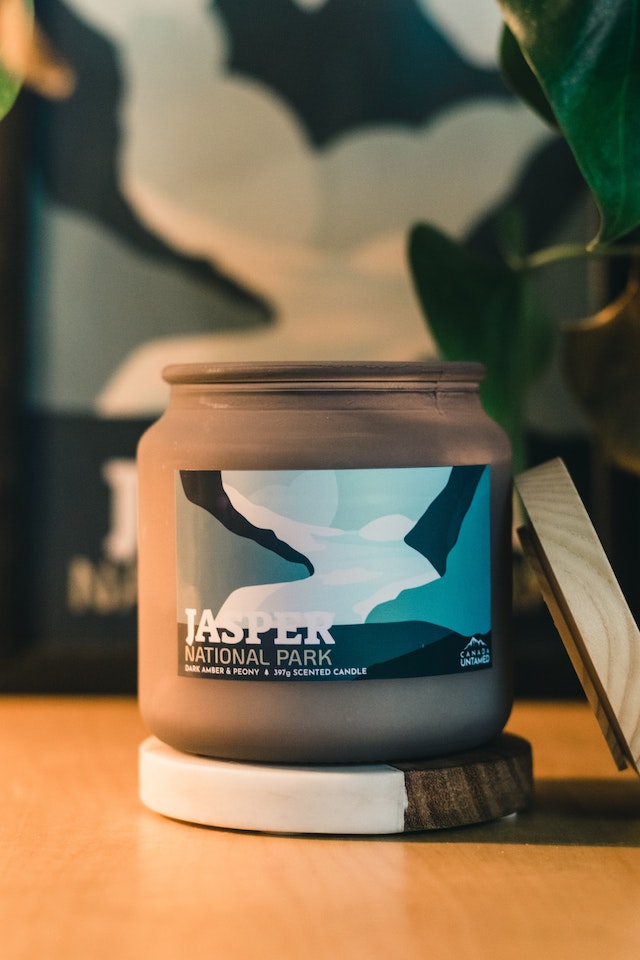 JASPER
NATIONAL PARK
DARK AMBER & PEONY 397g SCENTED CANDLE
CANADA
UNTAMED